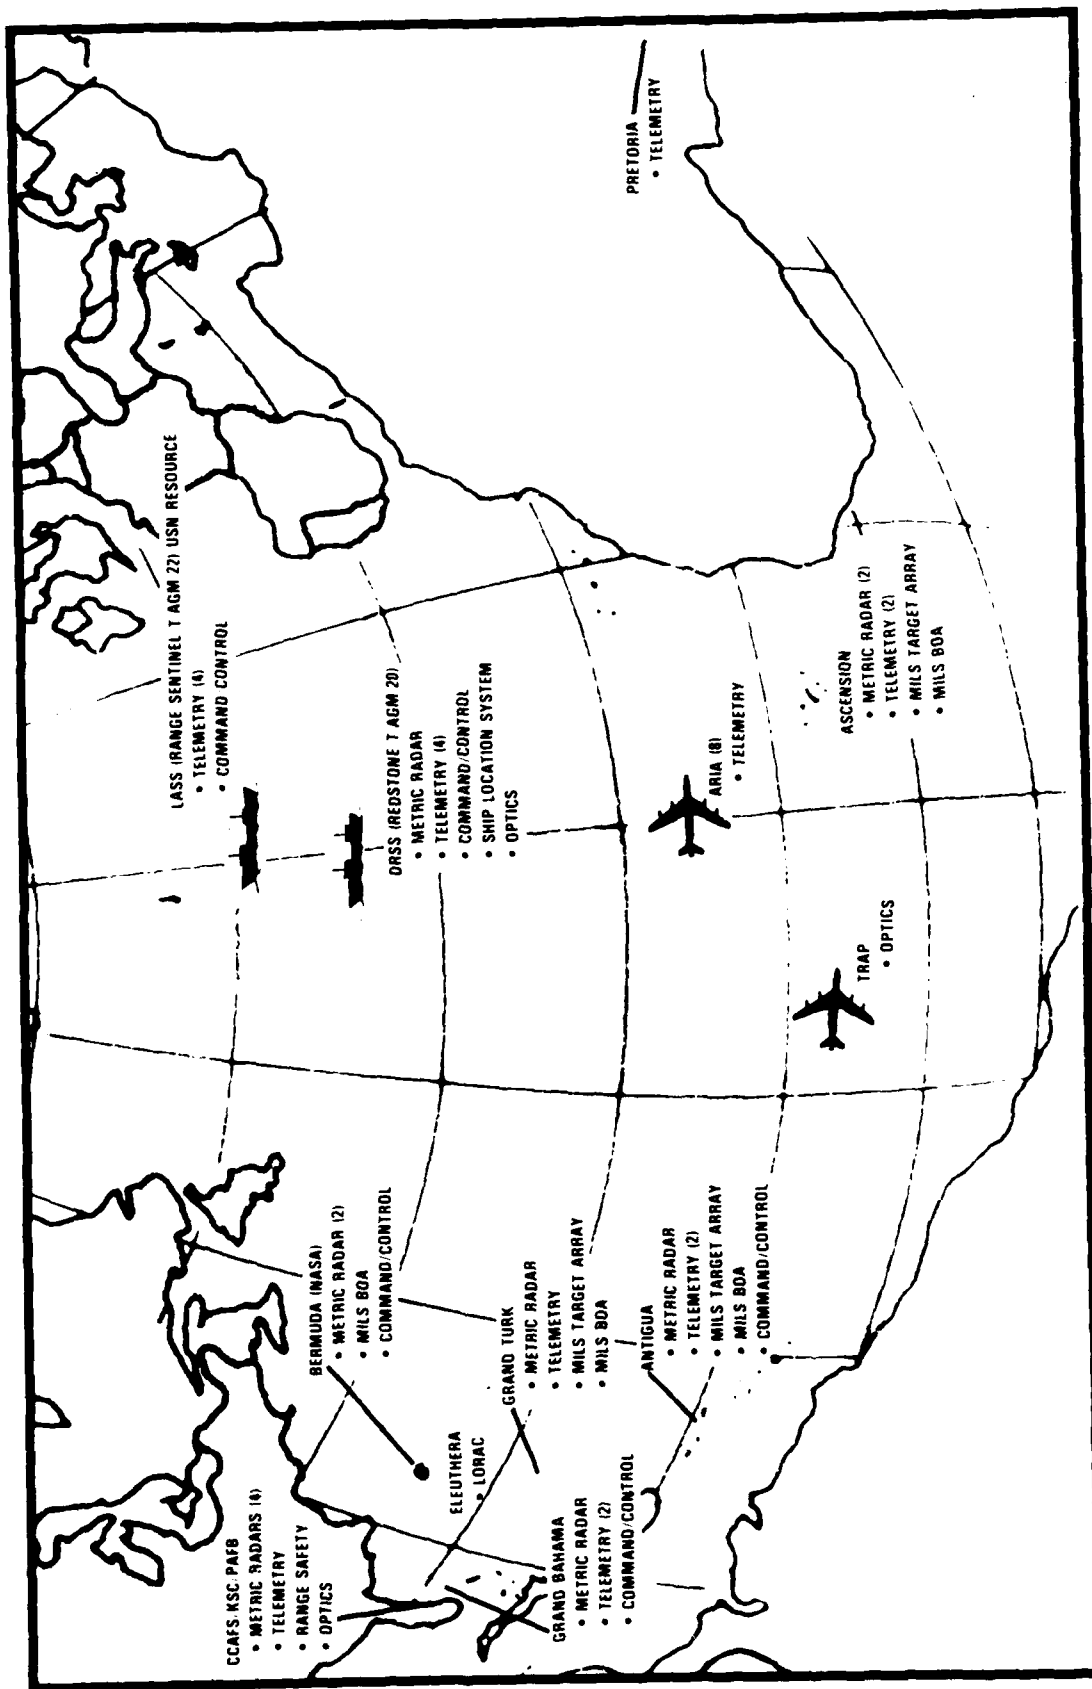 CCAFS/KSC/PAFB
• METRIC RADARS (4)
• TELEMETRY
• RANGE SAFETY
• OPTICS
BERMUDA (NASA)
• METRIC RADAR (2)
• MILS BOA
• COMMAND/CONTROL
ELEUTHERA
• LORAC
GRAND TURK
• METRIC RADAR
• TELEMETRY
• MILS TARGET ARRAY
• MILS BOA
GRAND BAHAMA
• METRIC RADAR
• TELEMETRY (2)
• COMMAND/CONTROL
ANTIGUA
• METRIC RADAR
• TELEMETRY (2)
• MILS TARGET ARRAY
• MILS BOA
• COMMAND/CONTROL
LASS (RANGE SENTINEL T AGM 22) USN RESOURCE
• TELEMETRY (4)
• COMMAND CONTROL
DRSS (REDSTONE T AGM 20)
• METRIC RADAR
• TELEMETRY (4)
• COMMAND/CONTROL
• SHIP LOCATION SYSTEM
• OPTICS
ARIA (8)
• TELEMETRY
TRAP
• OPTICS
ASCENSION
• METRIC RADAR (2)
• TELEMETRY (2)
• MILS TARGET ARRAY
• MILS BOA
PRETORIA
• TELEMETRY